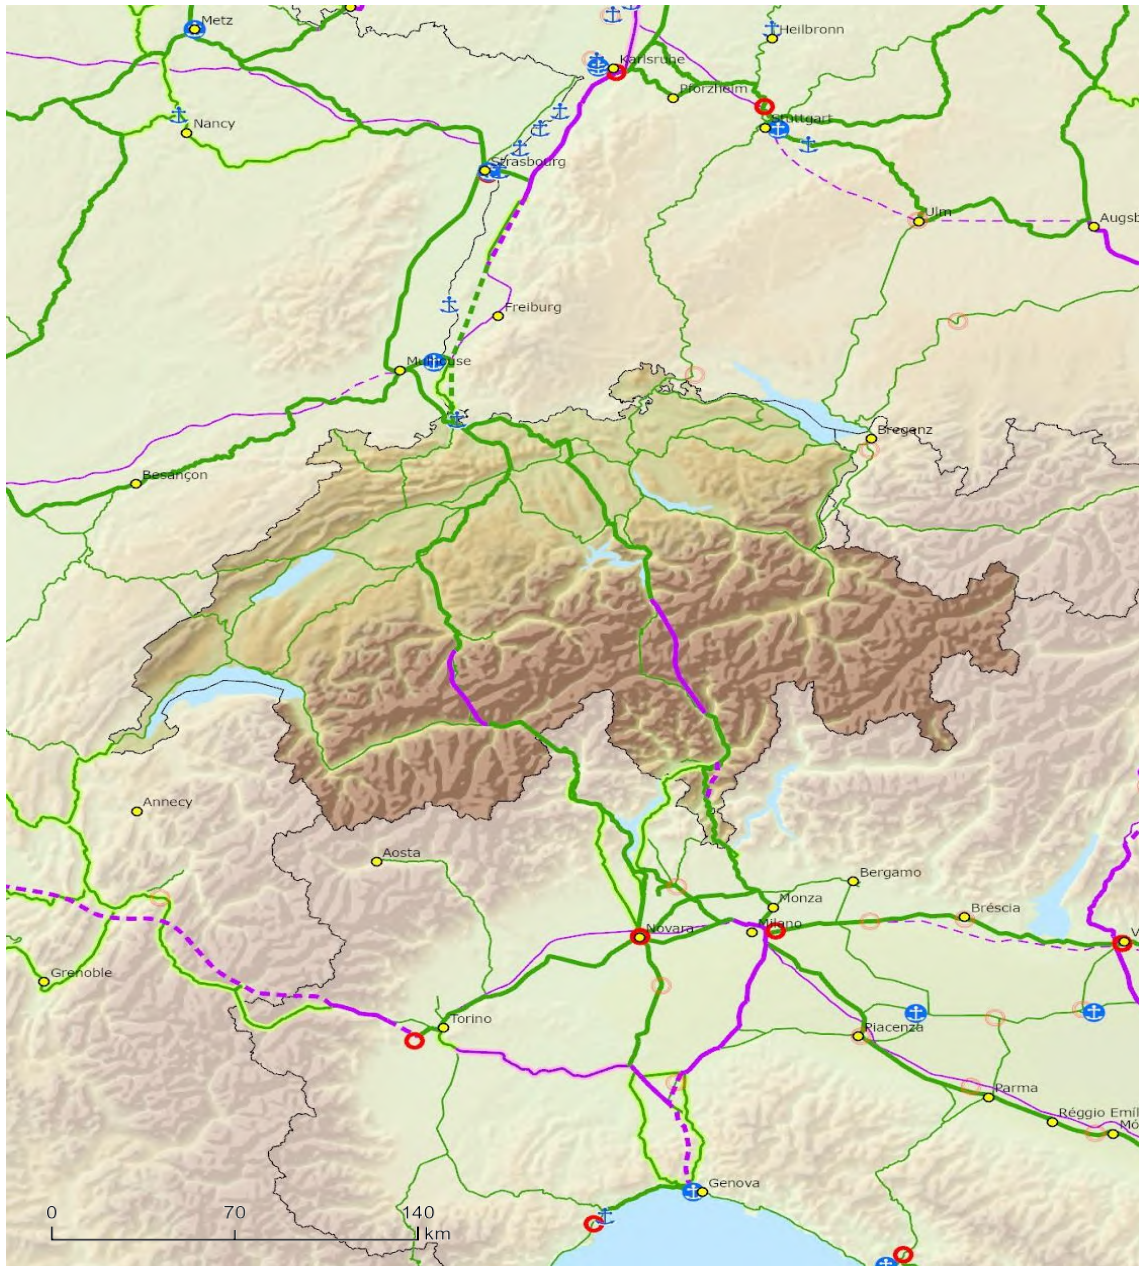 Metz
Heilbronn
Karlsruhe
Pforzheim
Nancy
Stuttgart
Strasbourg
Ulm
Augsb
Freiburg
Mulhouse
Bregenz
Besançon
Annecy
Aosta
Bergamo
Monza
Bréscia
Novara
Milano
V
Grenoble
Torino
Piacenza
Parma
Réggio Emil
Mó
Genova
0 70 140
km